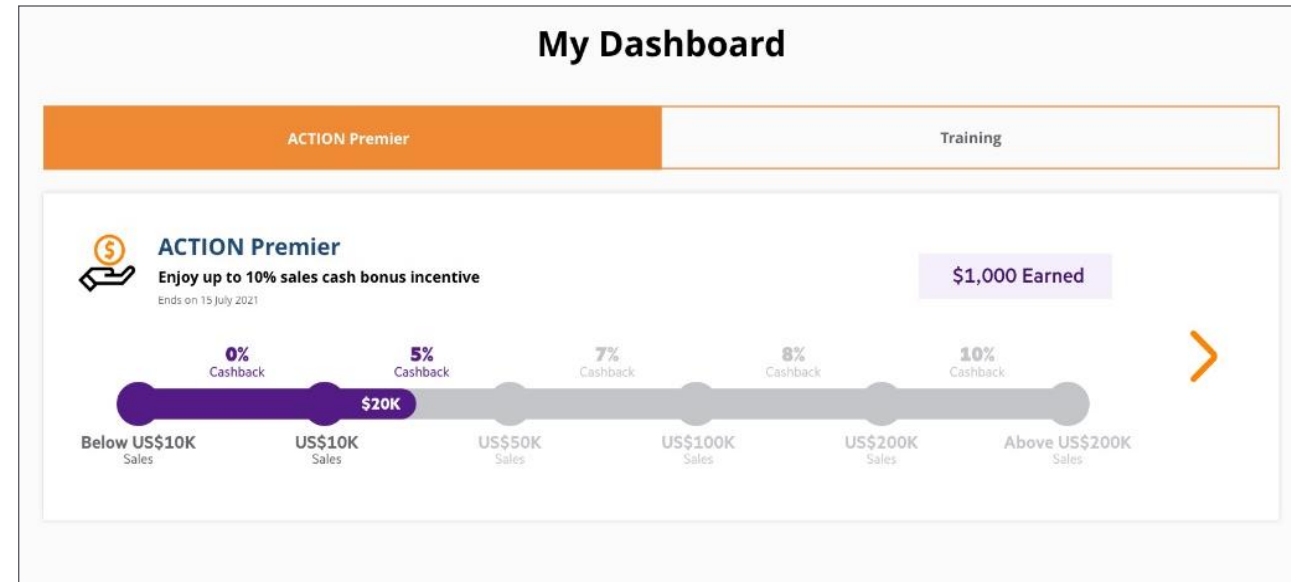 My Dashboard
ACTION Premier
Training
$
ACTION Premier
Enjoy up to 10% sales cash bonus incentive
Ends on 15 July 2021
$1,000 Earned
0%
Cashback
5%
Cashback
7%
Cashback
8%
Cashback
10%
Cashback
$20K
Below US$10K
Sales
US$10K
Sales
US$50K
Sales
US$100K
Sales
US$200K
Sales
Above US$200K
Sales